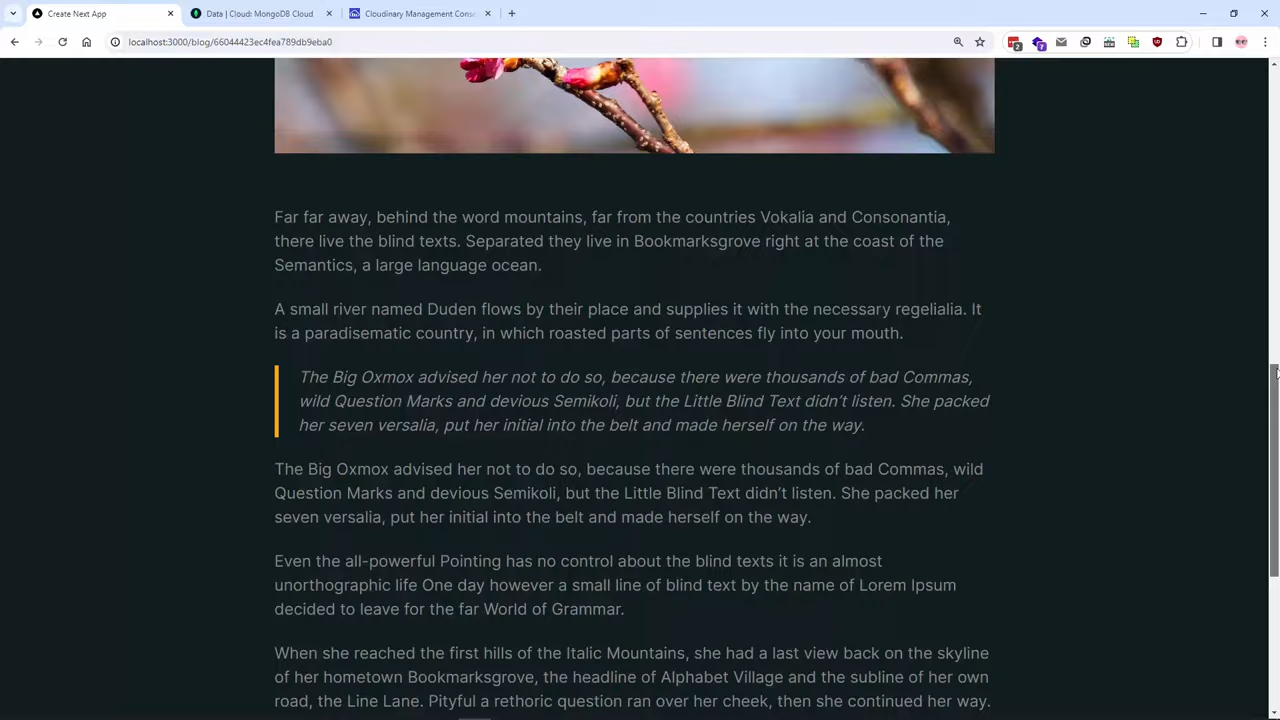 Create Next App
Data | Cloud: MongoDB Cloud
Cloudinary Management Conso
localhost:3000/blog/66044423ec4fea789db9eba0
2
7
Far far away, behind the word mountains, far from the countries Vokalia and Consonantia,
there live the blind texts. Separated they live in Bookmarksgrove right at the coast of the
Semantics, a large language ocean.
A small river named Duden flows by their place and supplies it with the necessary regelialia. It
is a paradisematic country, in which roasted parts of sentences fly into your mouth.
The Big Oxmox advised her not to do so, because there were thousands of bad Commas,
wild Question Marks and devious Semikoli, but the Little Blind Text didn’t listen. She packed
her seven versalia, put her initial into the belt and made herself on the way.
The Big Oxmox advised her not to do so, because there were thousands of bad Commas, wild
Question Marks and devious Semikoli, but the Little Blind Text didn’t listen. She packed her
seven versalia, put her initial into the belt and made herself on the way.
Even the all-powerful Pointing has no control about the blind texts it is an almost
unorthographic life One day however a small line of blind text by the name of Lorem Ipsum
decided to leave for the far World of Grammar.
When she reached the first hills of the Italic Mountains, she had a last view back on the skyline
of her hometown Bookmarksgrove, the headline of Alphabet Village and the subline of her own
road, the Line Lane. Pityful a rethoric question ran over her cheek, then she continued her way.